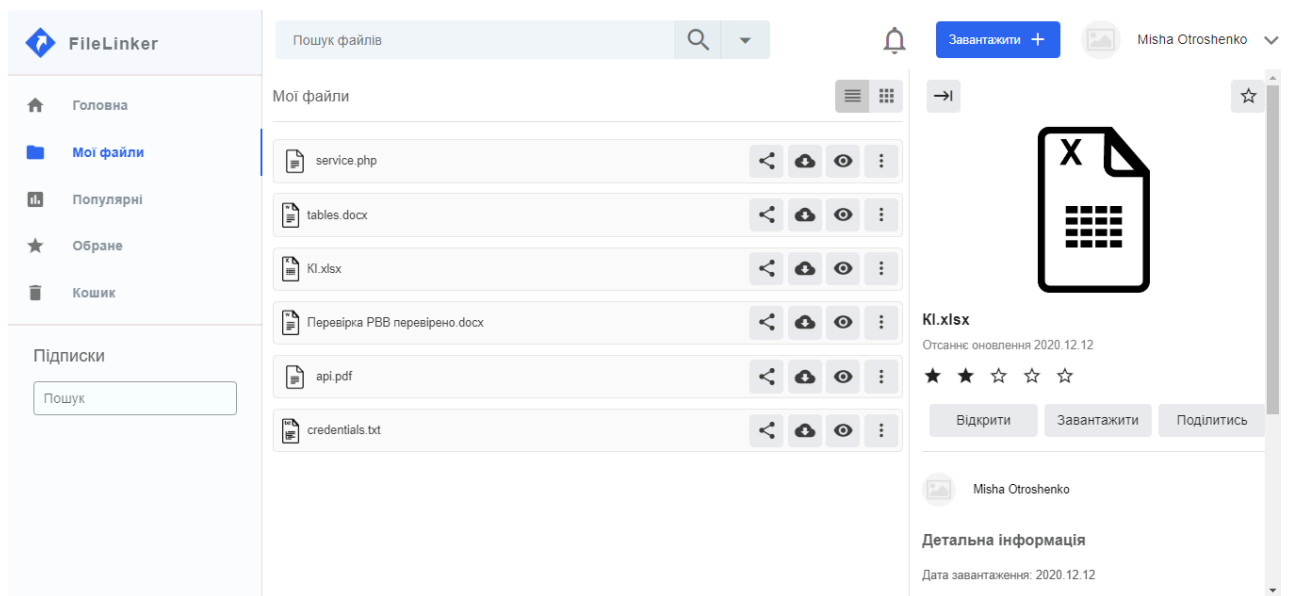 FileLinker
Пошук файлів
Завантажити
Misha Otroshenko
Головна
Мої файли
Популярні
Обране
Кошик
Підписки
Пошук
Мої файли
service.php
tables.docx
KI.xlsx
Перевірка РВВ перевірено.docx
api.pdf
credentials.txt
X
KI.xlsx
Отсаннє оновлення 2020.12.12
Відкрити Завантажити Поділитись
Misha Otroshenko
Детальна інформація
Дата завантаження: 2020.12.12